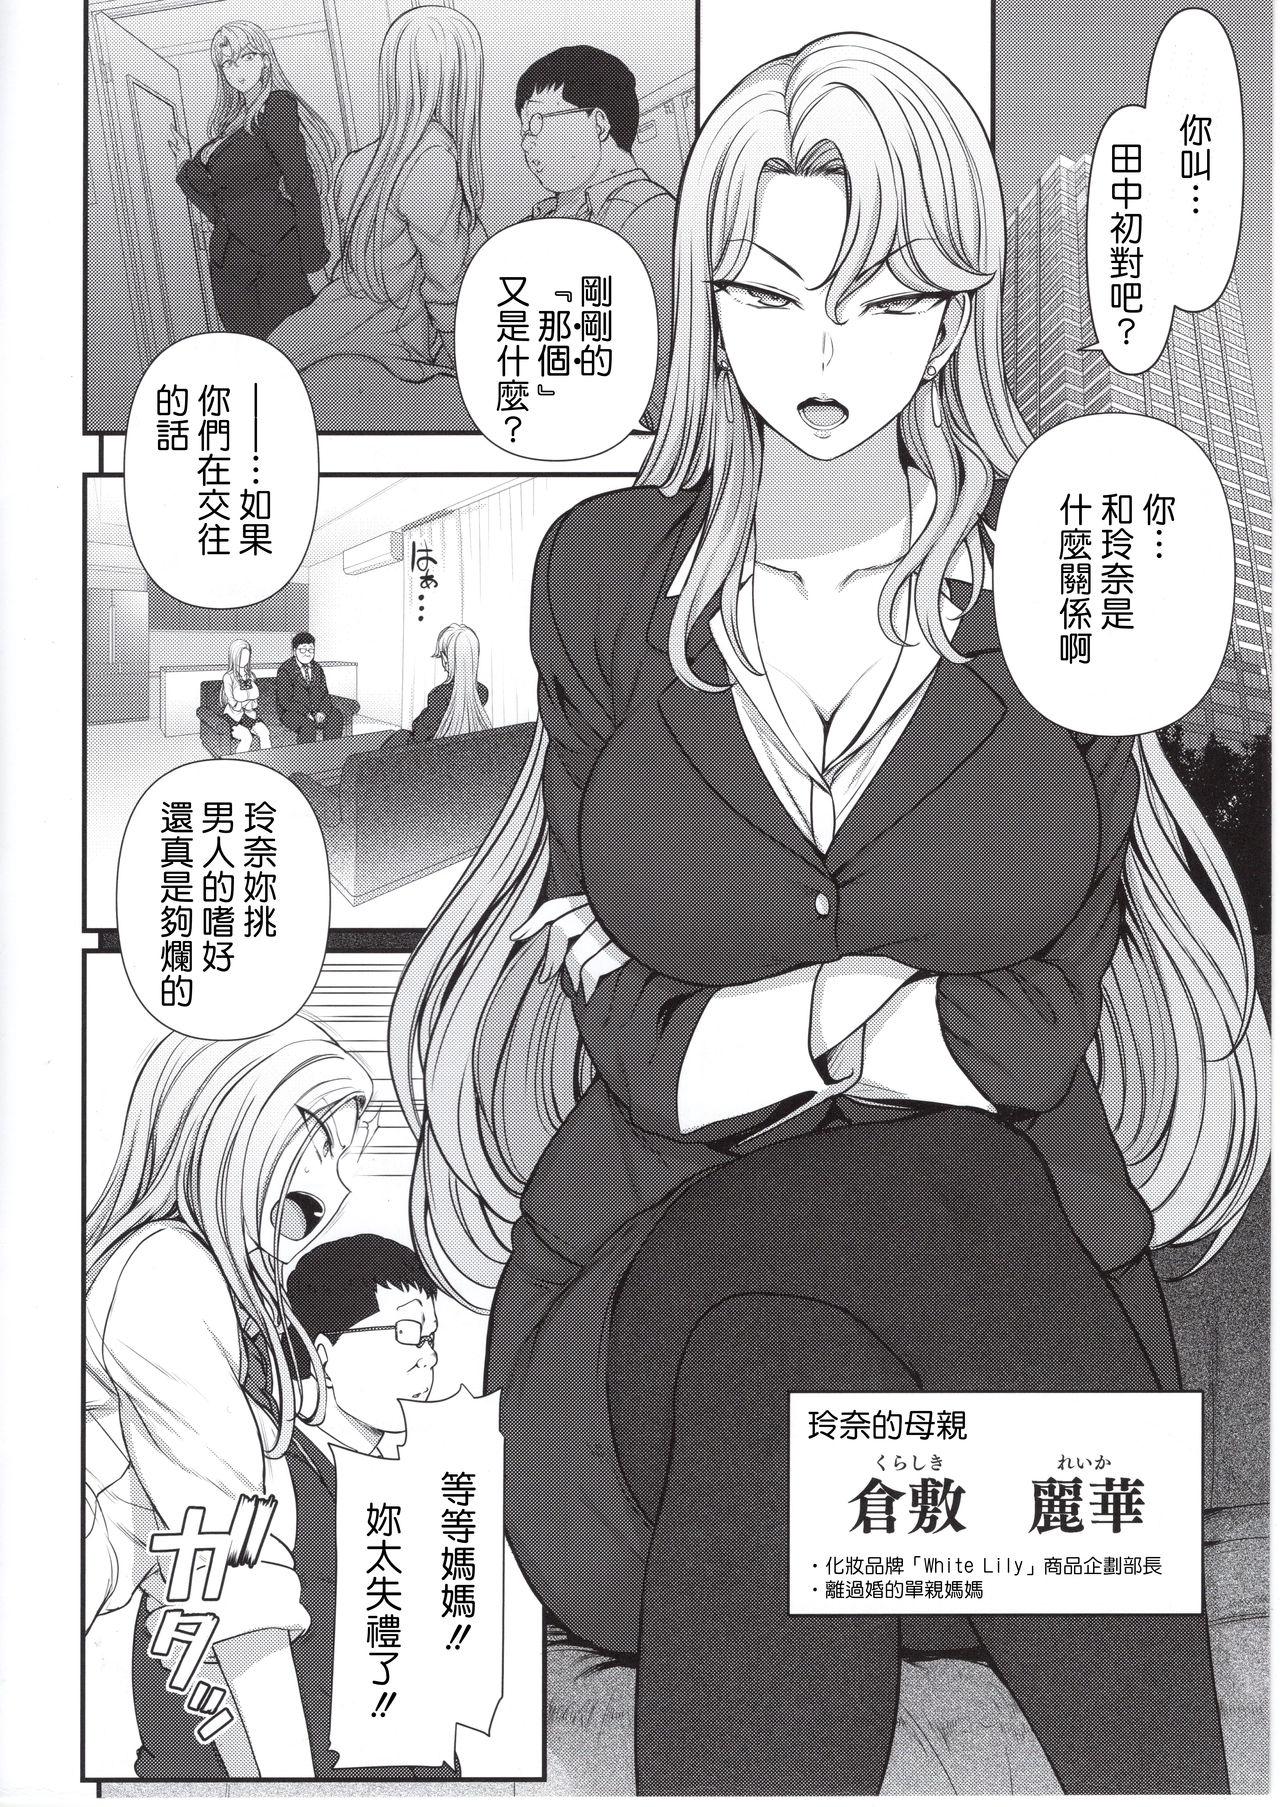 你叫…
田中初對吧？
你…
和玲奈是
什麼關係啊
剛剛的
『那個』
又是什麼？
はぁ…
──…如果
你們在交往
的話
玲奈妳挑
男人的嗜好
還真是夠爛的
等等媽媽!!
妳太失禮了!!
ガタッ
玲奈的母親
くらしき　れいか
倉敷　麗華
・化妝品牌「White Lily」商品企劃部長
・離過婚的單親媽媽